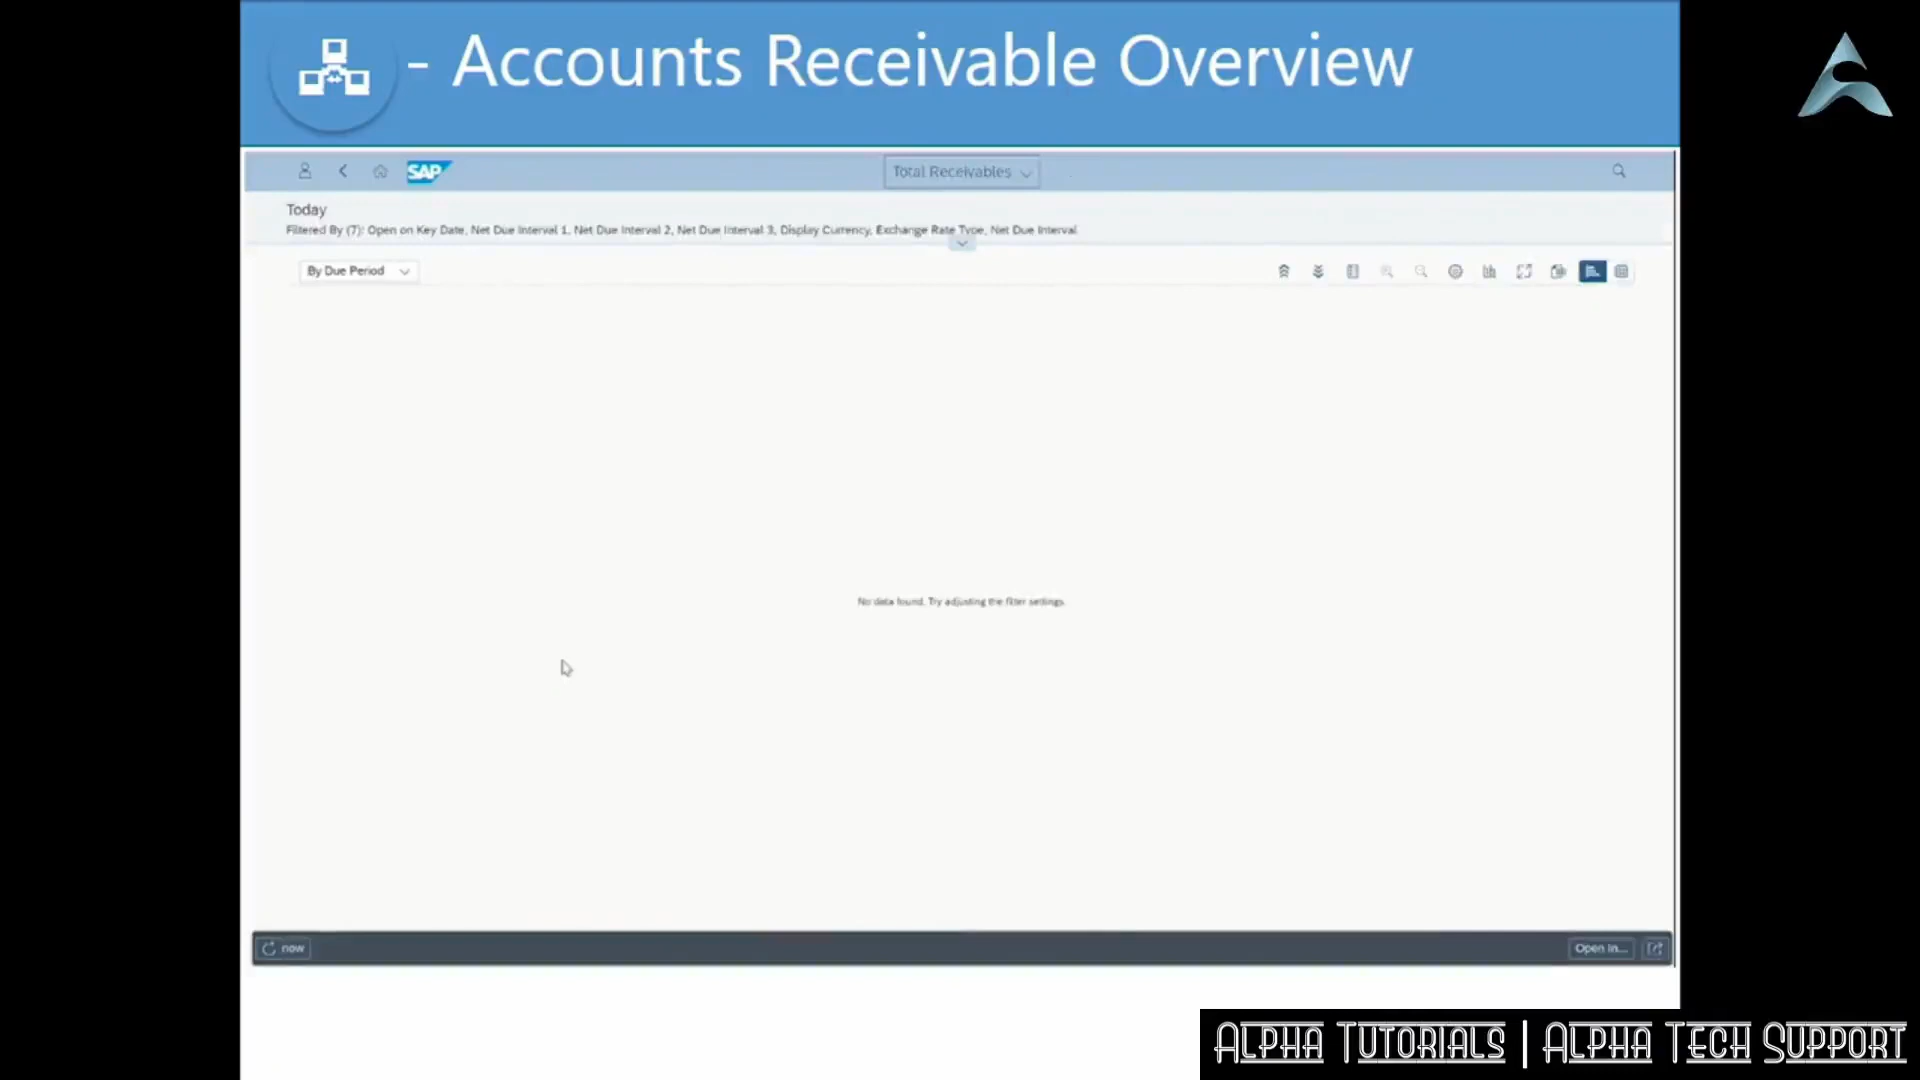 - Accounts Receivable Overview
SAP
Total Receivables
Today
Filtered By (7): Open on Key Date, Net Due Interval 1, Net Due Interval 2, Net Due Interval 3, Display Currency, Exchange Rate Type, Net Due Interval
By Due Period
No data found. Try adjusting the filter settings.
now
Open In...
Alpha Tutorials | Alpha Tech Support